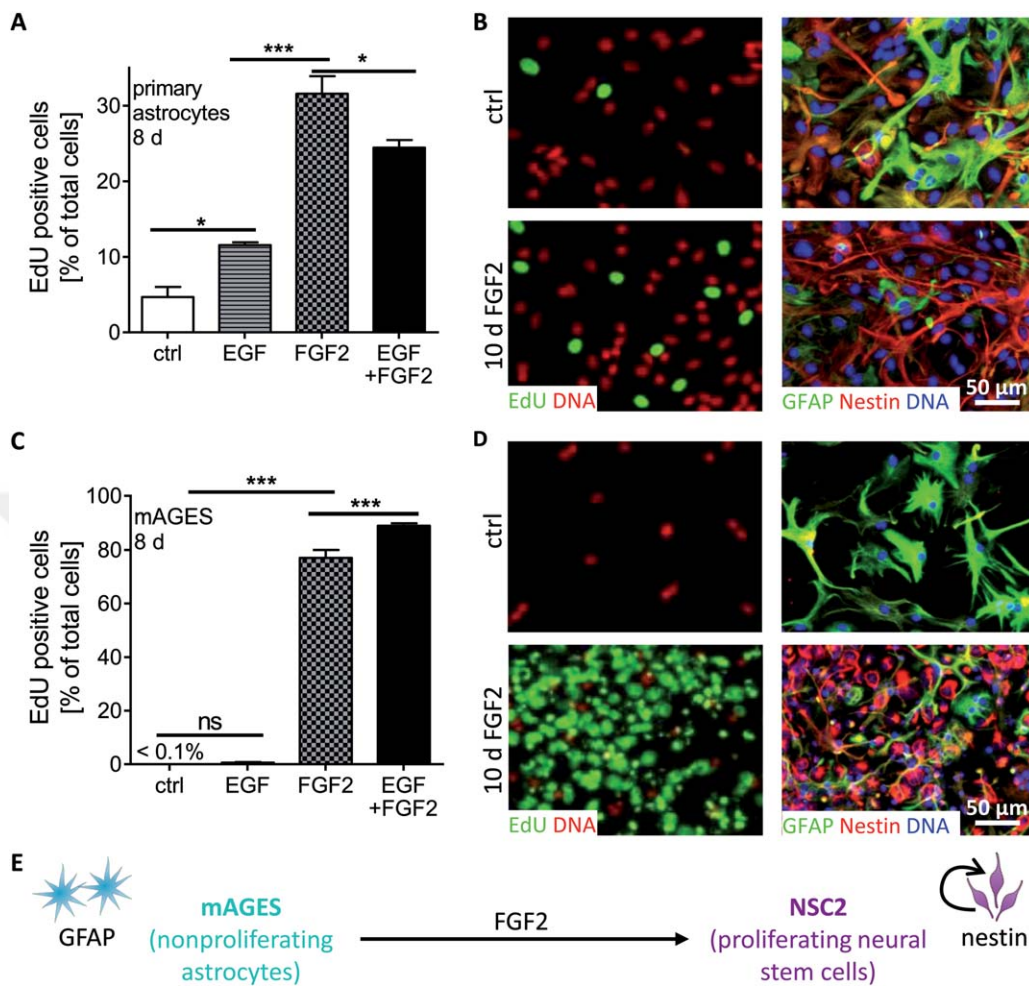 A
EdU positive cells
[% of total cells]
30
20
10
0
primary
astrocytes
8 d
*
***
*
ctrl
EGF
FGF2
EGF
+FGF2
B
ctrl
10 d FGF2
EdU DNA
GFAP Nestin DNA
50 µm
C
EdU positive cells
[% of total cells]
100
80
60
40
20
0
mAGES
8 d
***
***
ns
< 0.1%
ctrl
EGF
FGF2
EGF
+FGF2
D
ctrl
10 d FGF2
EdU DNA
GFAP Nestin DNA
50 µm
E
GFAP
mAGES
(nonproliferating
astrocytes)
FGF2
NSC2
(proliferating neural
stem cells)
nestin